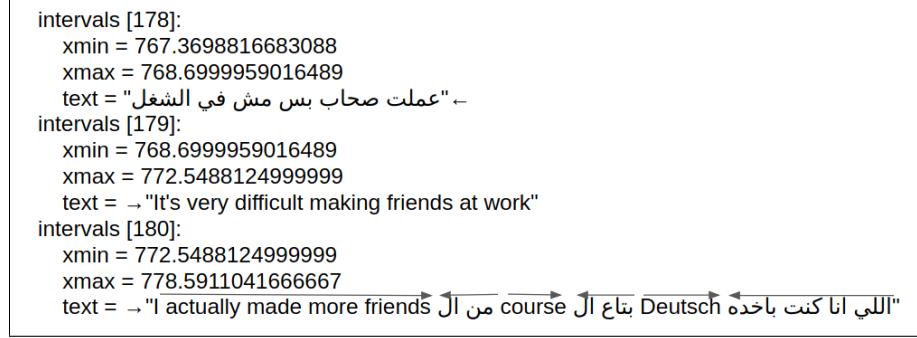 intervals [178]:
xmin = 767.3698816683088
xmax = 768.6999959016489
text = "عملت صحاب بس مش في الشغل"←
intervals [179]:
xmin = 768.6999959016489
xmax = 772.5488124999999
text = →"It's very difficult making friends at work"
intervals [180]:
xmin = 772.5488124999999
xmax = 778.5911041666667
text = →"I actually made more friends من ال course بتاع ال Deutsch اللي انا كنت باخده"